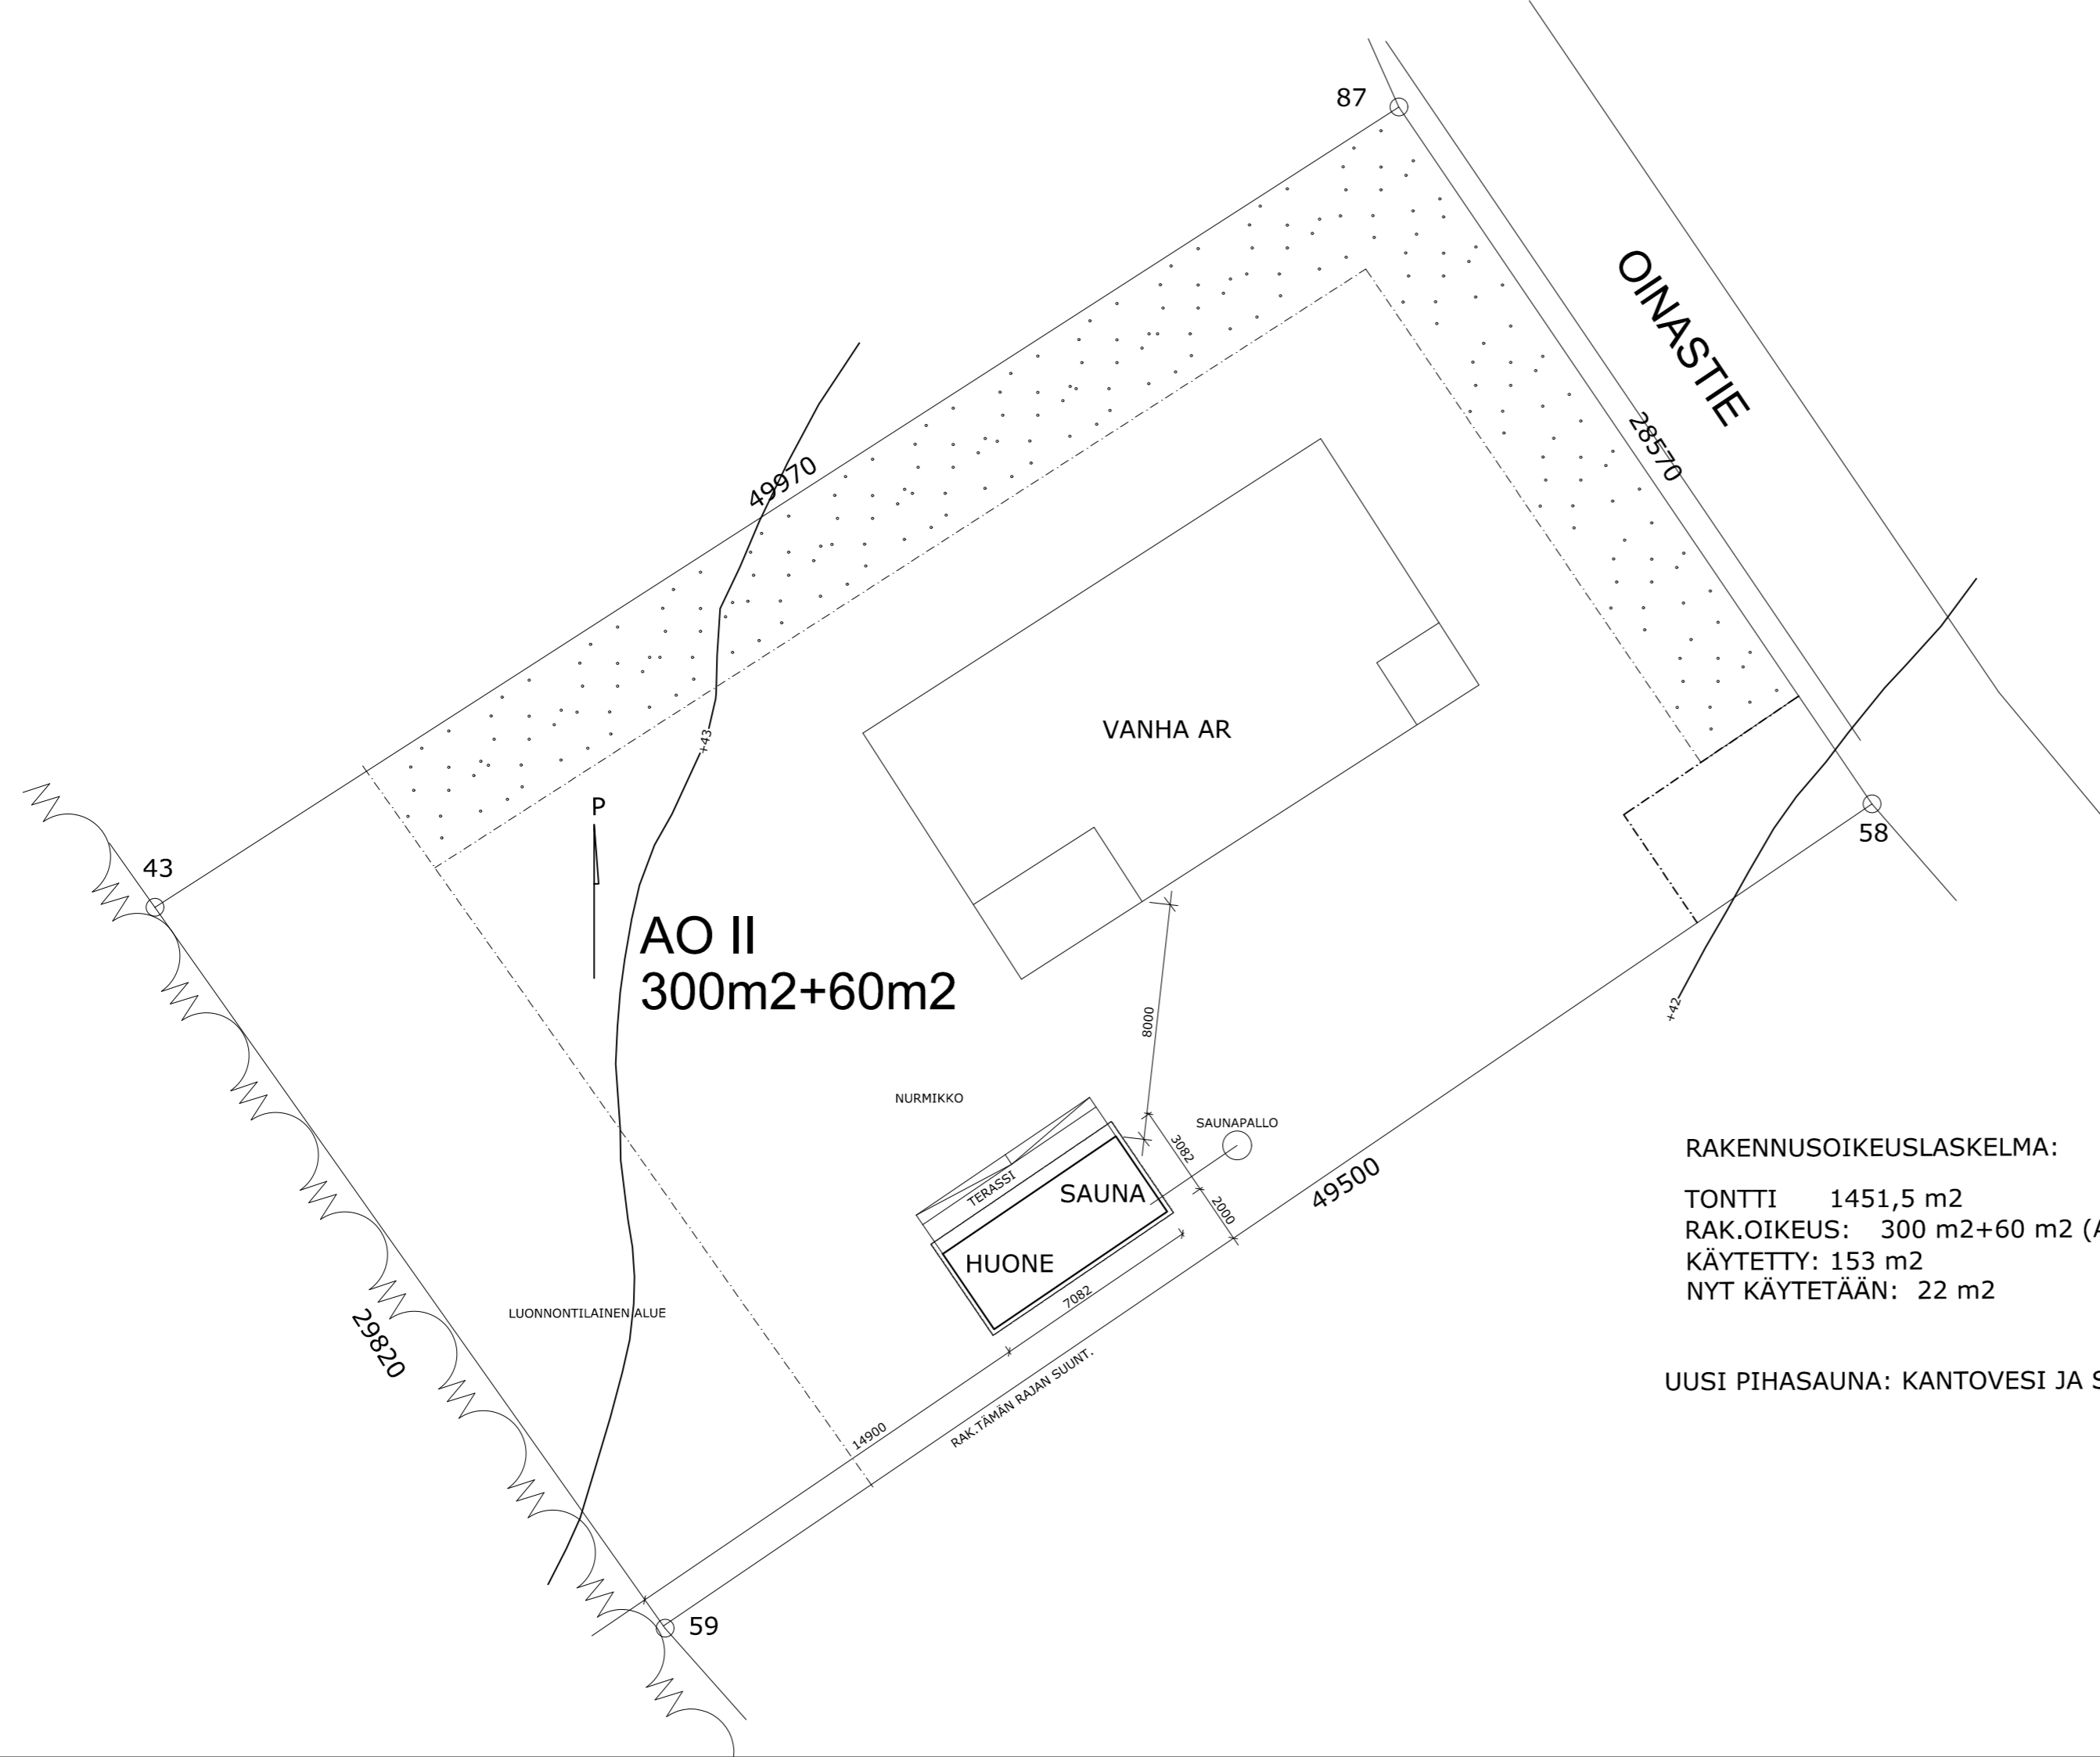 87
OINASTIE
28570
49970
VANHA AR
+43
P
43
58
AO II
300m2+60m2
+42
8000
NURMIKKO
SAUNAPALLO
3082
TERASSI
SAUNA
2000
49500
HUONE
7082
LUONNONTILAINEN ALUE
29820
RAK.TÄMÄN RAJAN SUUNT.
14900
59
RAKENNUSOIKEUSLASKELMA:
TONTTI 1451,5 m2
RAK.OIKEUS: 300 m2+60 m2 (A
KÄYTETTY: 153 m2
NYT KÄYTETÄÄN: 22 m2
UUSI PIHASAUNA: KANTOVESI JA S